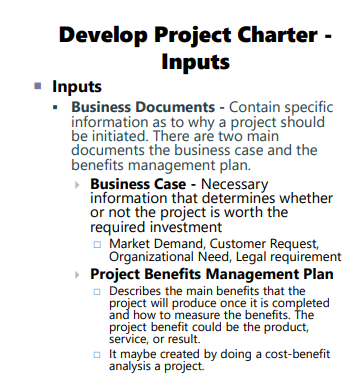 Develop Project Charter -
Inputs
Inputs
Business Documents - Contain specific
information as to why a project should
be initiated. There are two main
documents the business case and the
benefits management plan.
Business Case - Necessary
information that determines whether
or not the project is worth the
required investment
Market Demand, Customer Request,
Organizational Need, Legal requirement
Project Benefits Management Plan
Describes the main benefits that the
project will produce once it is completed
and how to measure the benefits. The
project benefit could be the product,
service, or result.
It maybe created by doing a cost-benefit
analysis a project.